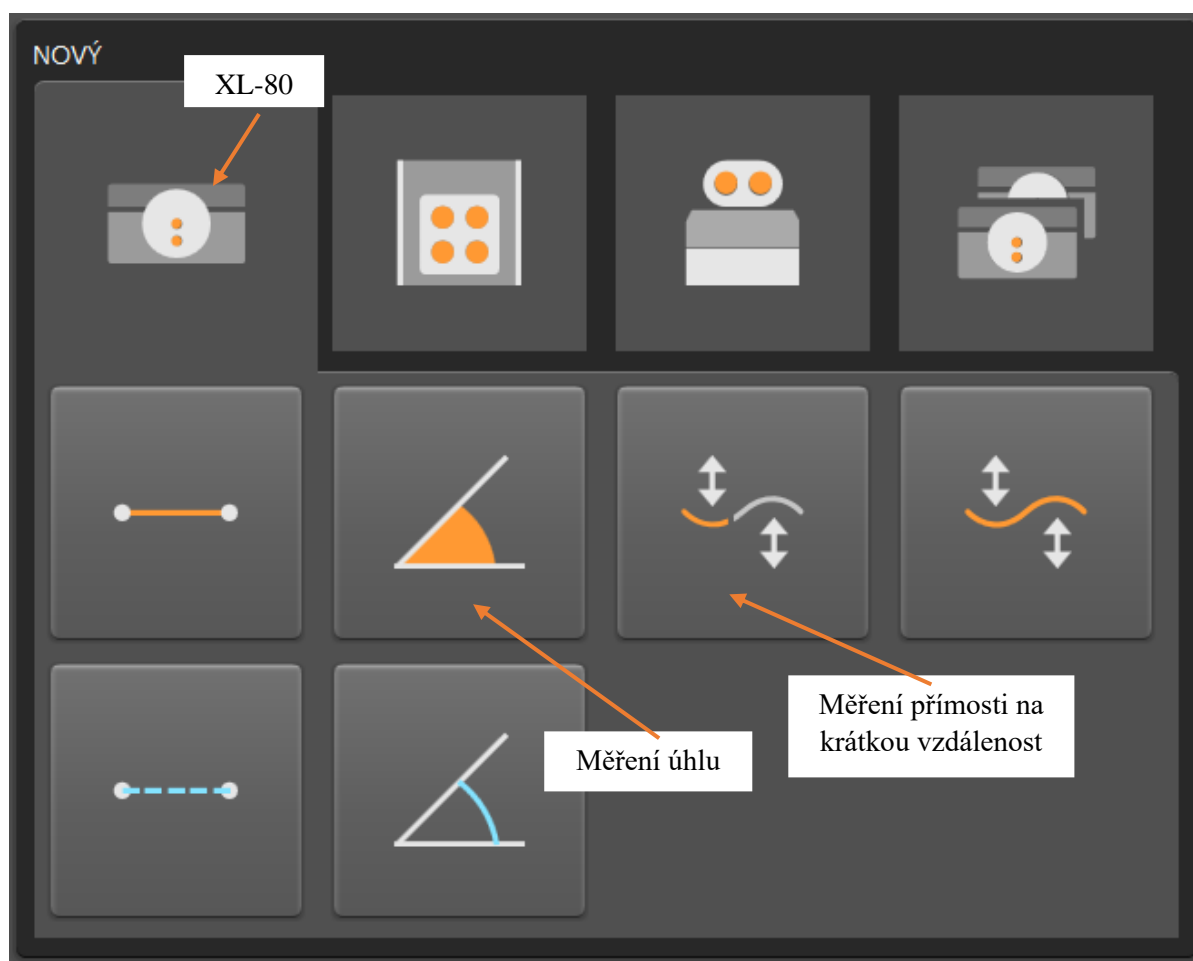 NOVÝ
XL-80
Měření přímosti na
krátkou vzdálenost
Měření úhlu